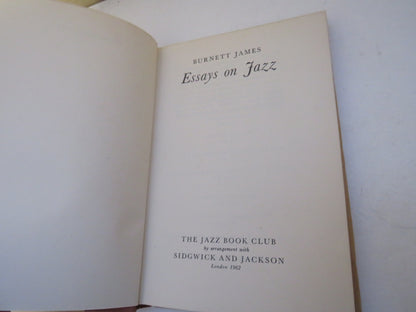 BURNETT JAMES
Essays on Jazz
THE JAZZ BOOK CLUB
by arrangement with
SIDGWICK AND JACKSON
London 1962